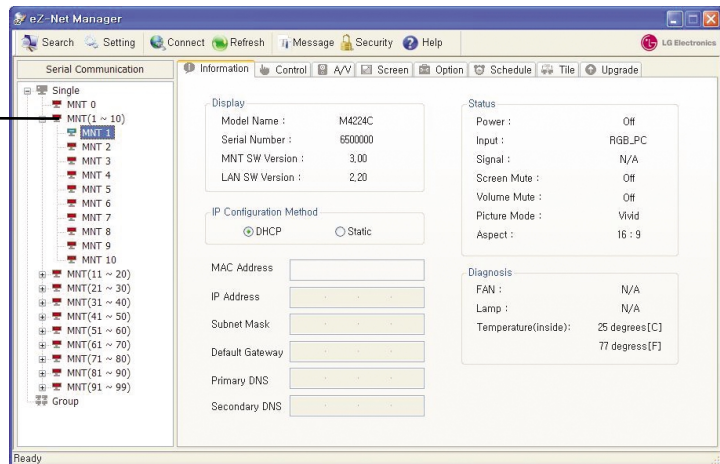 eZ-Net Manager
Search Setting Connect Refresh Message Security Help LG Electronics
Serial Communication
Single
MNT 0
MNT(1 ~ 10)
MNT 1
MNT 2
MNT 3
MNT 4
MNT 5
MNT 6
MNT 7
MNT 8
MNT 9
MNT 10
MNT(11 ~ 20)
MNT(21 ~ 30)
MNT(31 ~ 40)
MNT(41 ~ 50)
MNT(51 ~ 60)
MNT(61 ~ 70)
MNT(71 ~ 80)
MNT(81 ~ 90)
MNT(91 ~ 99)
Group
Information Control A/V Screen Option Schedule Tile Upgrade
Display
Model Name : M4224C
Serial Number : 6500000
MNT SW Version : 3,00
LAN SW Version : 2,20
IP Configuration Method
DHCP Static
MAC Address
IP Address
Subnet Mask
Default Gateway
Primary DNS
Secondary DNS
Status
Power : Off
Input : RGB_PC
Signal : N/A
Screen Mute : Off
Volume Mute : Off
Picture Mode : Vivid
Aspect : 16 : 9
Diagnosis
FAN : N/A
Lamp : N/A
Temperature(inside): 25 degrees[C]
77 degress[F]
Ready